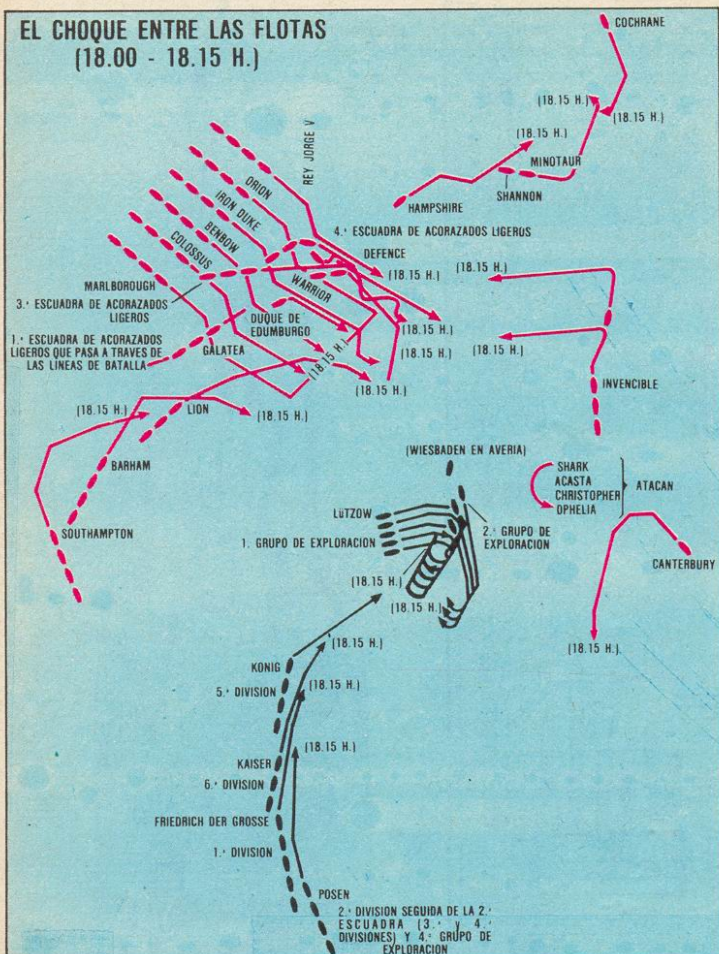 EL CHOQUE ENTRE LAS FLOTAS
(18.00 - 18.15 H.)
COCHRANE
(18.15 H.)
(18.15 H.)
(18.15 H.)
MINOTAUR
SHANNON
HAMPSHIRE
REY JORGE V
ORION
IRON DUKE
BENBOW
COLOSSUS
MARLBOROUGH
4.ª ESCUADRA DE ACORAZADOS LIGEROS
DEFENCE
(18.15 H.)
(18.15 H.)
WARRIOR
3.ª ESCUADRA DE ACORAZADOS
LIGEROS
DUQUE DE
EDUMBURGO
(18.15 H.)
(18.15 H.)
(18.15 H.)
1.ª ESCUADRA DE ACORAZADOS
LIGEROS QUE PASA A TRAVES DE
LAS LINEAS DE BATALLA
GALATEA
(18.15 H.)
(18.15 H.)
INVENCIBLE
(18.15 H.)
LION
(18.15 H.)
BARHAM
SOUTHAMPTON
(WIESBADEN EN AVERIA)
SHARK
ACASTA
CHRISTOPHER
OPHELIA
ATACAN
LÜTZOW
1. GRUPO DE EXPLORACION
2.º GRUPO DE
EXPLORACION
CANTERBURY
(18.15 H.)
(18.15 H.)
(18.15 H.)
(18.15 H.)
KONIG
5.ª DIVISION
(18.15 H.)
(18.15 H.)
KAISER
6.ª DIVISION
FRIEDRICH DER GROSSE
1.ª DIVISION
POSEN
2.ª DIVISION SEGUIDA DE LA 2.ª
ESCUADRA (3.ª y 4.ª
DIVISIONES) Y 4.º GRUPO DE
EXPLORACION